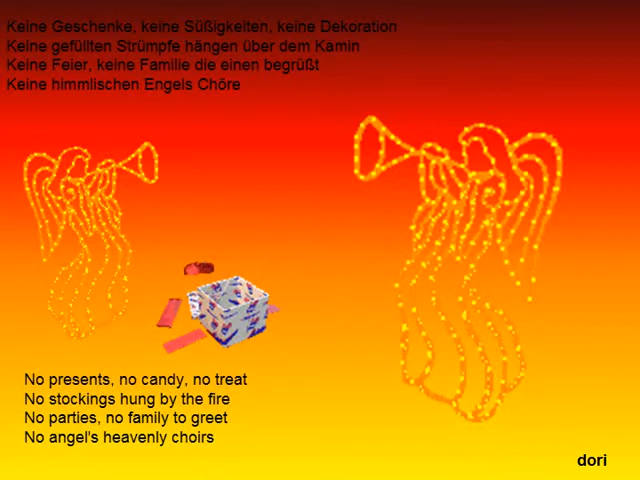 Keine Geschenke, keine Süßigkeiten, keine Dekoration
Keine gefüllten Strümpfe hängen über dem Kamin
Keine Feier, keine Familie die einen begrüßt
Keine himmlischen Engels Chöre
No presents, no candy, no treat
No stockings hung by the fire
No parties, no family to greet
No angel's heavenly choirs
dori